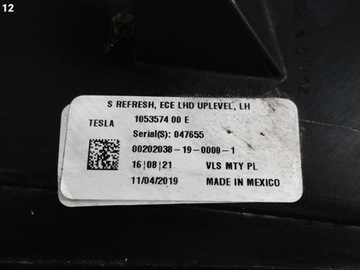 12
S REFRESH, ECE LHD UPLEVEL, LH
TESLA 1053574 00 E
Serial(S): 047655
00202038-19-0000-1
16|08|21 VLS MTY PL
11/04/2019 MADE IN MEXICO